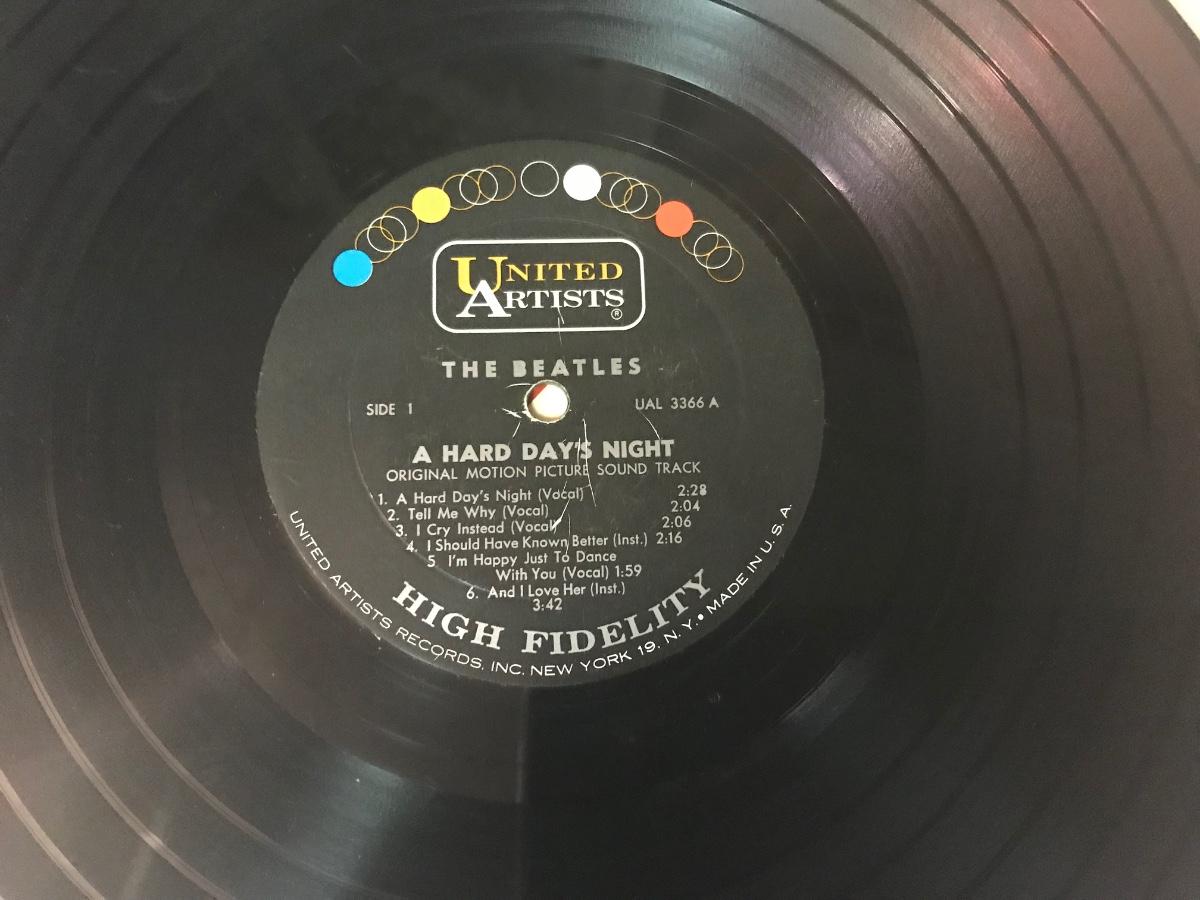 UNITED
ARTISTS
®
THE BEATLES
SIDE 1 UAL 3366 A
A HARD DAY'S NIGHT
ORIGINAL MOTION PICTURE SOUND TRACK
1. A Hard Day's Night (Vocal) 2:28
2. Tell Me Why (Vocal) 2:04
3. I Cry Instead (Vocal) 2:06
4. I Should Have Known Better (Inst.) 2:16
5 I'm Happy Just To Dance
With You (Vocal) 1:59
6. And I Love Her (Inst.)
3:42
HIGH FIDELITY
UNITED ARTISTS RECORDS, INC. NEW YORK 19, N. Y. • MADE IN U. S. A.